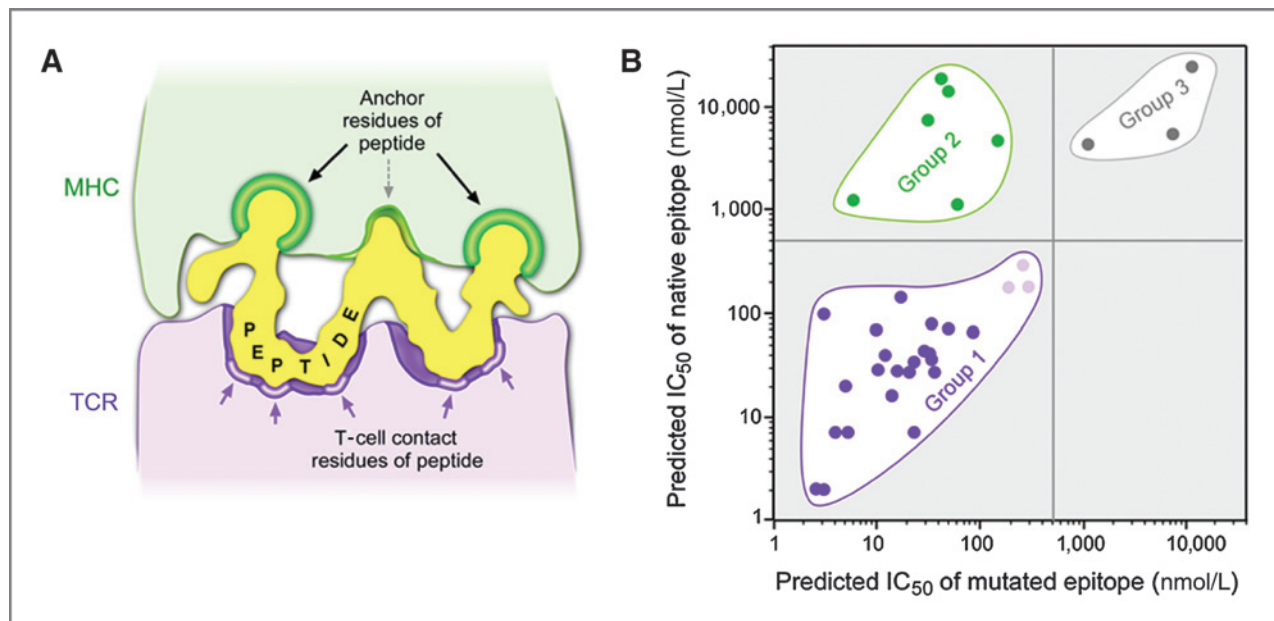 A
Anchor
residues of
peptide
MHC
PEPTIDE
TCR
T-cell contact
residues of peptide
B
Predicted IC50 of native epitope (nmol/L)
10,000
1,000
100
10
1
Group 2
Group 3
Group 1
1 10 100 1,000 10,000
Predicted IC50 of mutated epitope (nmol/L)